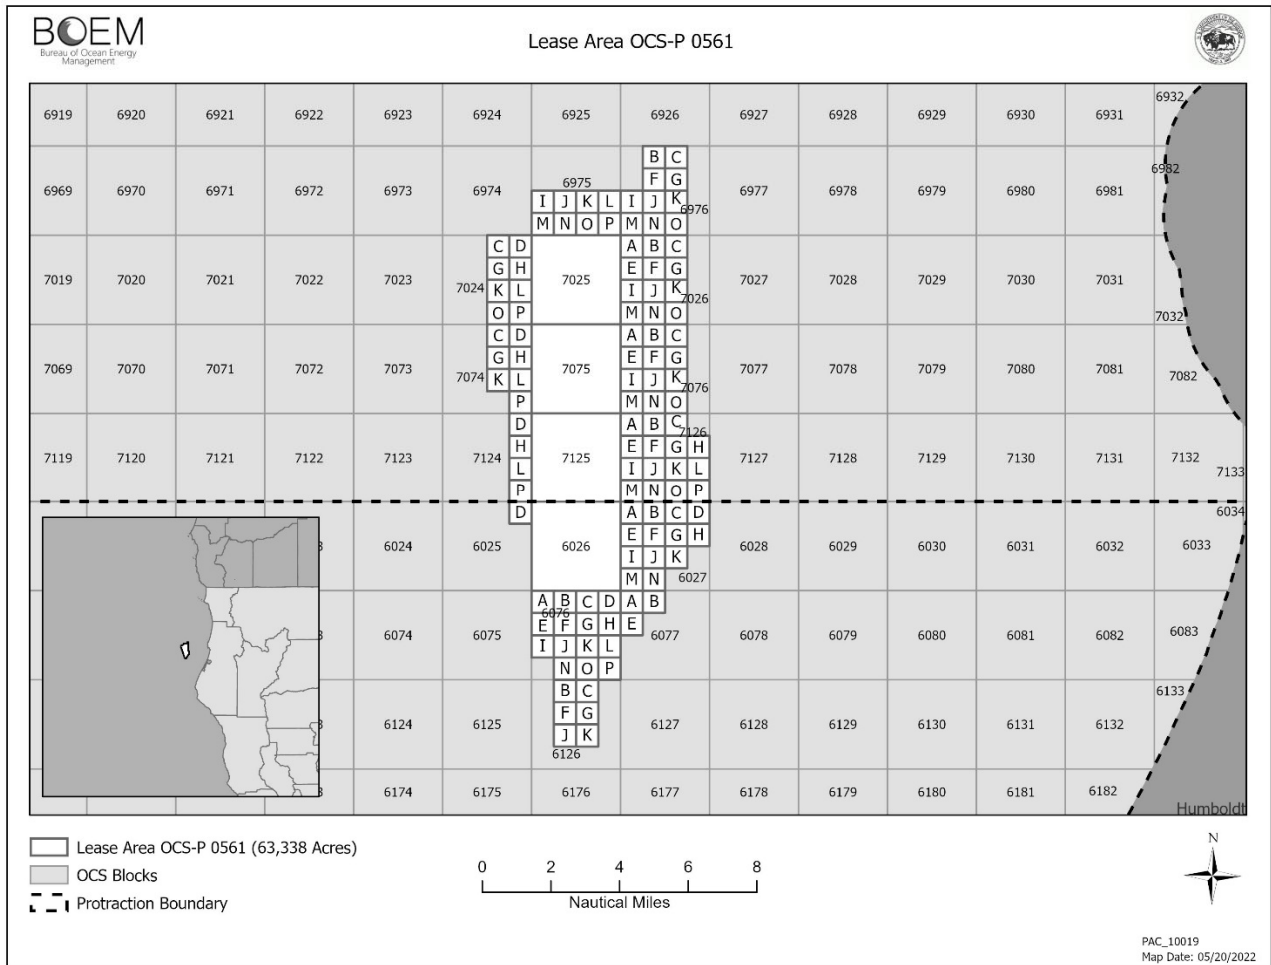 BOEM
Bureau of Ocean Energy
Management
Lease Area OCS-P 0561
6919 6920 6921 6922 6923 6924 6925 6926 6927 6928 6929 6930 6931 6932
B C
6969 6970 6971 6972 6973 6974 6975 F G 6977 6978 6979 6980 6981 6982
I J K L I J K 6976
M N O P M N O
C D A B C
G H E F G
7019 7020 7021 7022 7023 7024 K L 7025 I J K 7026 7027 7028 7029 7030 7031
O P M N O 7032
C D A B C
G H E F G
7069 7070 7071 7072 7073 7074 K L 7075 I J K 7076 7077 7078 7079 7080 7081 7082
P M N O
D A B C 7126
H E F G H
7119 7120 7121 7122 7123 7124 L 7125 I J K L 7127 7128 7129 7130 7131 7132 7133
P M N O P
D A B C D 6034
E F G H
3 6024 6025 6026 I J K 6028 6029 6030 6031 6032 6033
M N 6027
A B C D A B
6076
E F G H E
3 6074 6075 I J K L 6077 6078 6079 6080 6081 6082 6083
N O P
B C 6133
F G
3 6124 6125 J K 6127 6128 6129 6130 6131 6132
6126
3 6174 6175 6176 6177 6178 6179 6180 6181 6182
Humboldt
Lease Area OCS-P 0561 (63,338 Acres)
OCS Blocks
Protraction Boundary
0 2 4 6 8
Nautical Miles
N
PAC_10019
Map Date: 05/20/2022